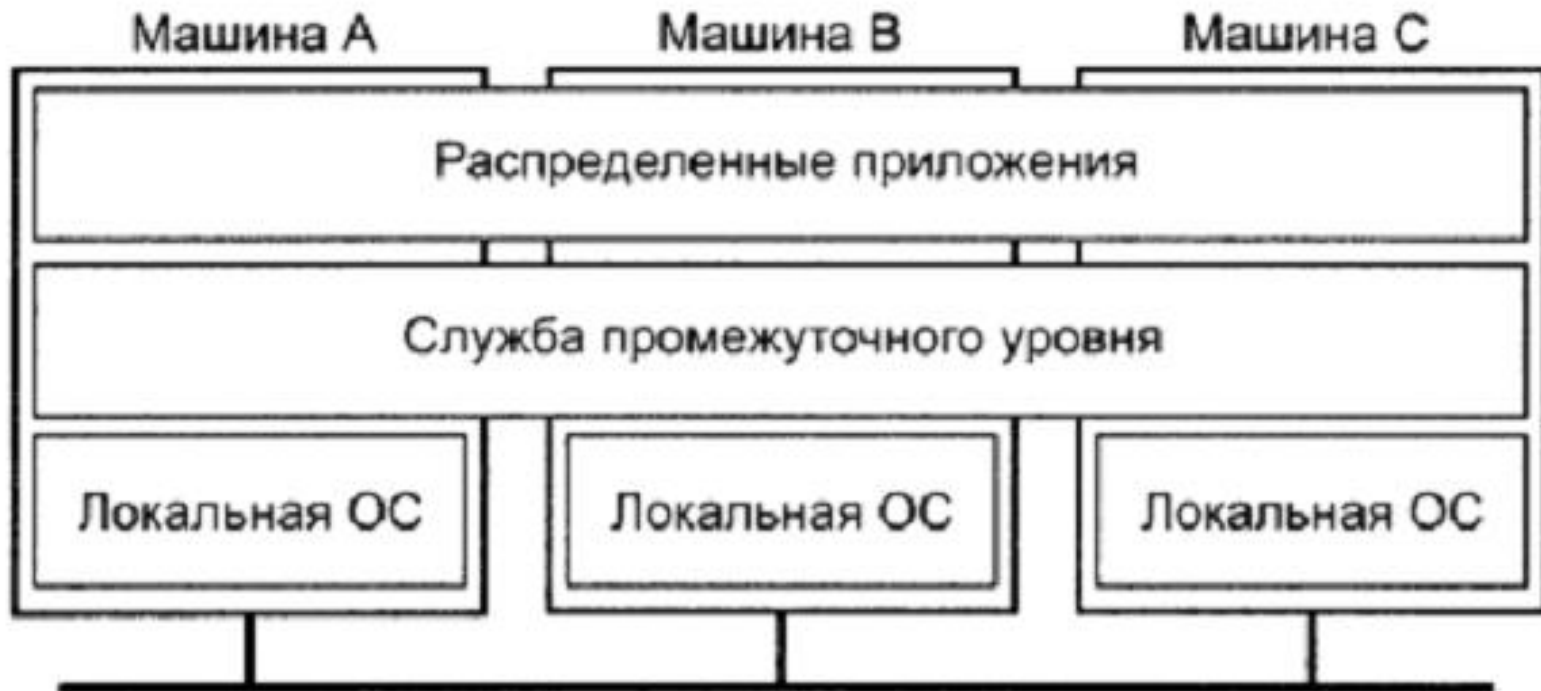 Машина A
Машина B
Машина C
Распределенные приложения
Служба промежуточного уровня
Локальная ОС
Локальная ОС
Локальная ОС